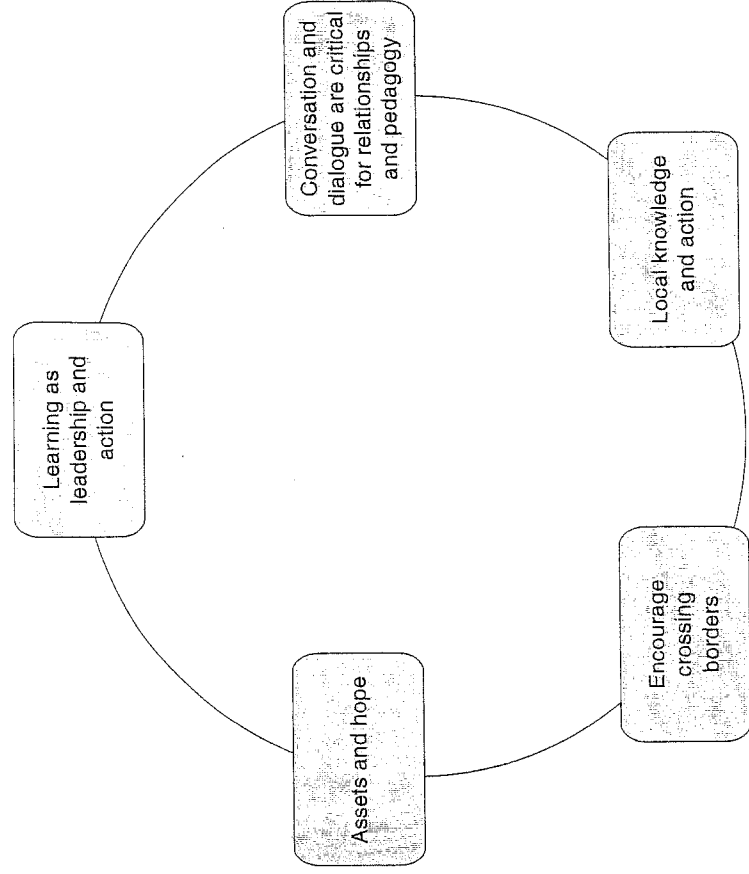 Learning as
leadership and
action
Conversation and
dialogue are critical
for relationships
and pedagogy
Local knowledge
and action
Encourage
crossing
borders
Assets and hope